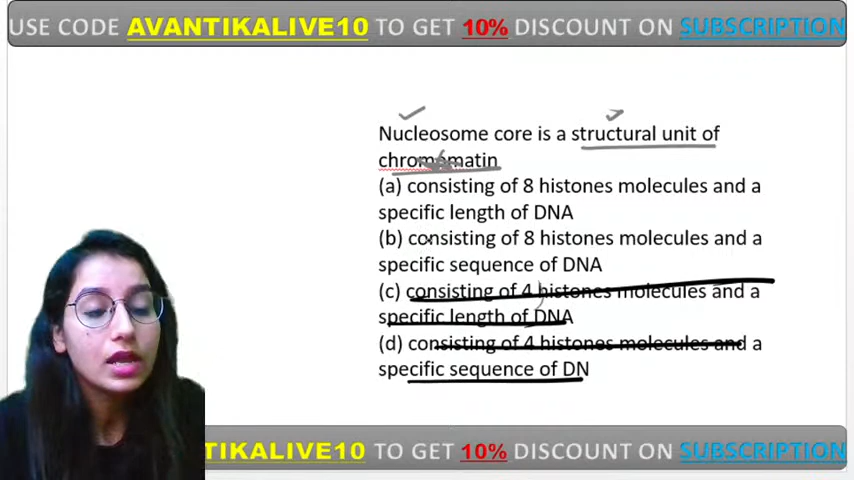 USE CODE AVANTIKALIVE10 TO GET 10% DISCOUNT ON SUBSCRIPTION
Nucleosome core is a structural unit of
chromomatin
(a) consisting of 8 histones molecules and a
specific length of DNA
(b) consisting of 8 histones molecules and a
specific sequence of DNA
(c) consisting of 4 histones molecules and a
specific length of DNA
(d) consisting of 4 histones molecules and a
specific sequence of DN
TIKALIVE10 TO GET 10% DISCOUNT ON SUBSCRIPTION